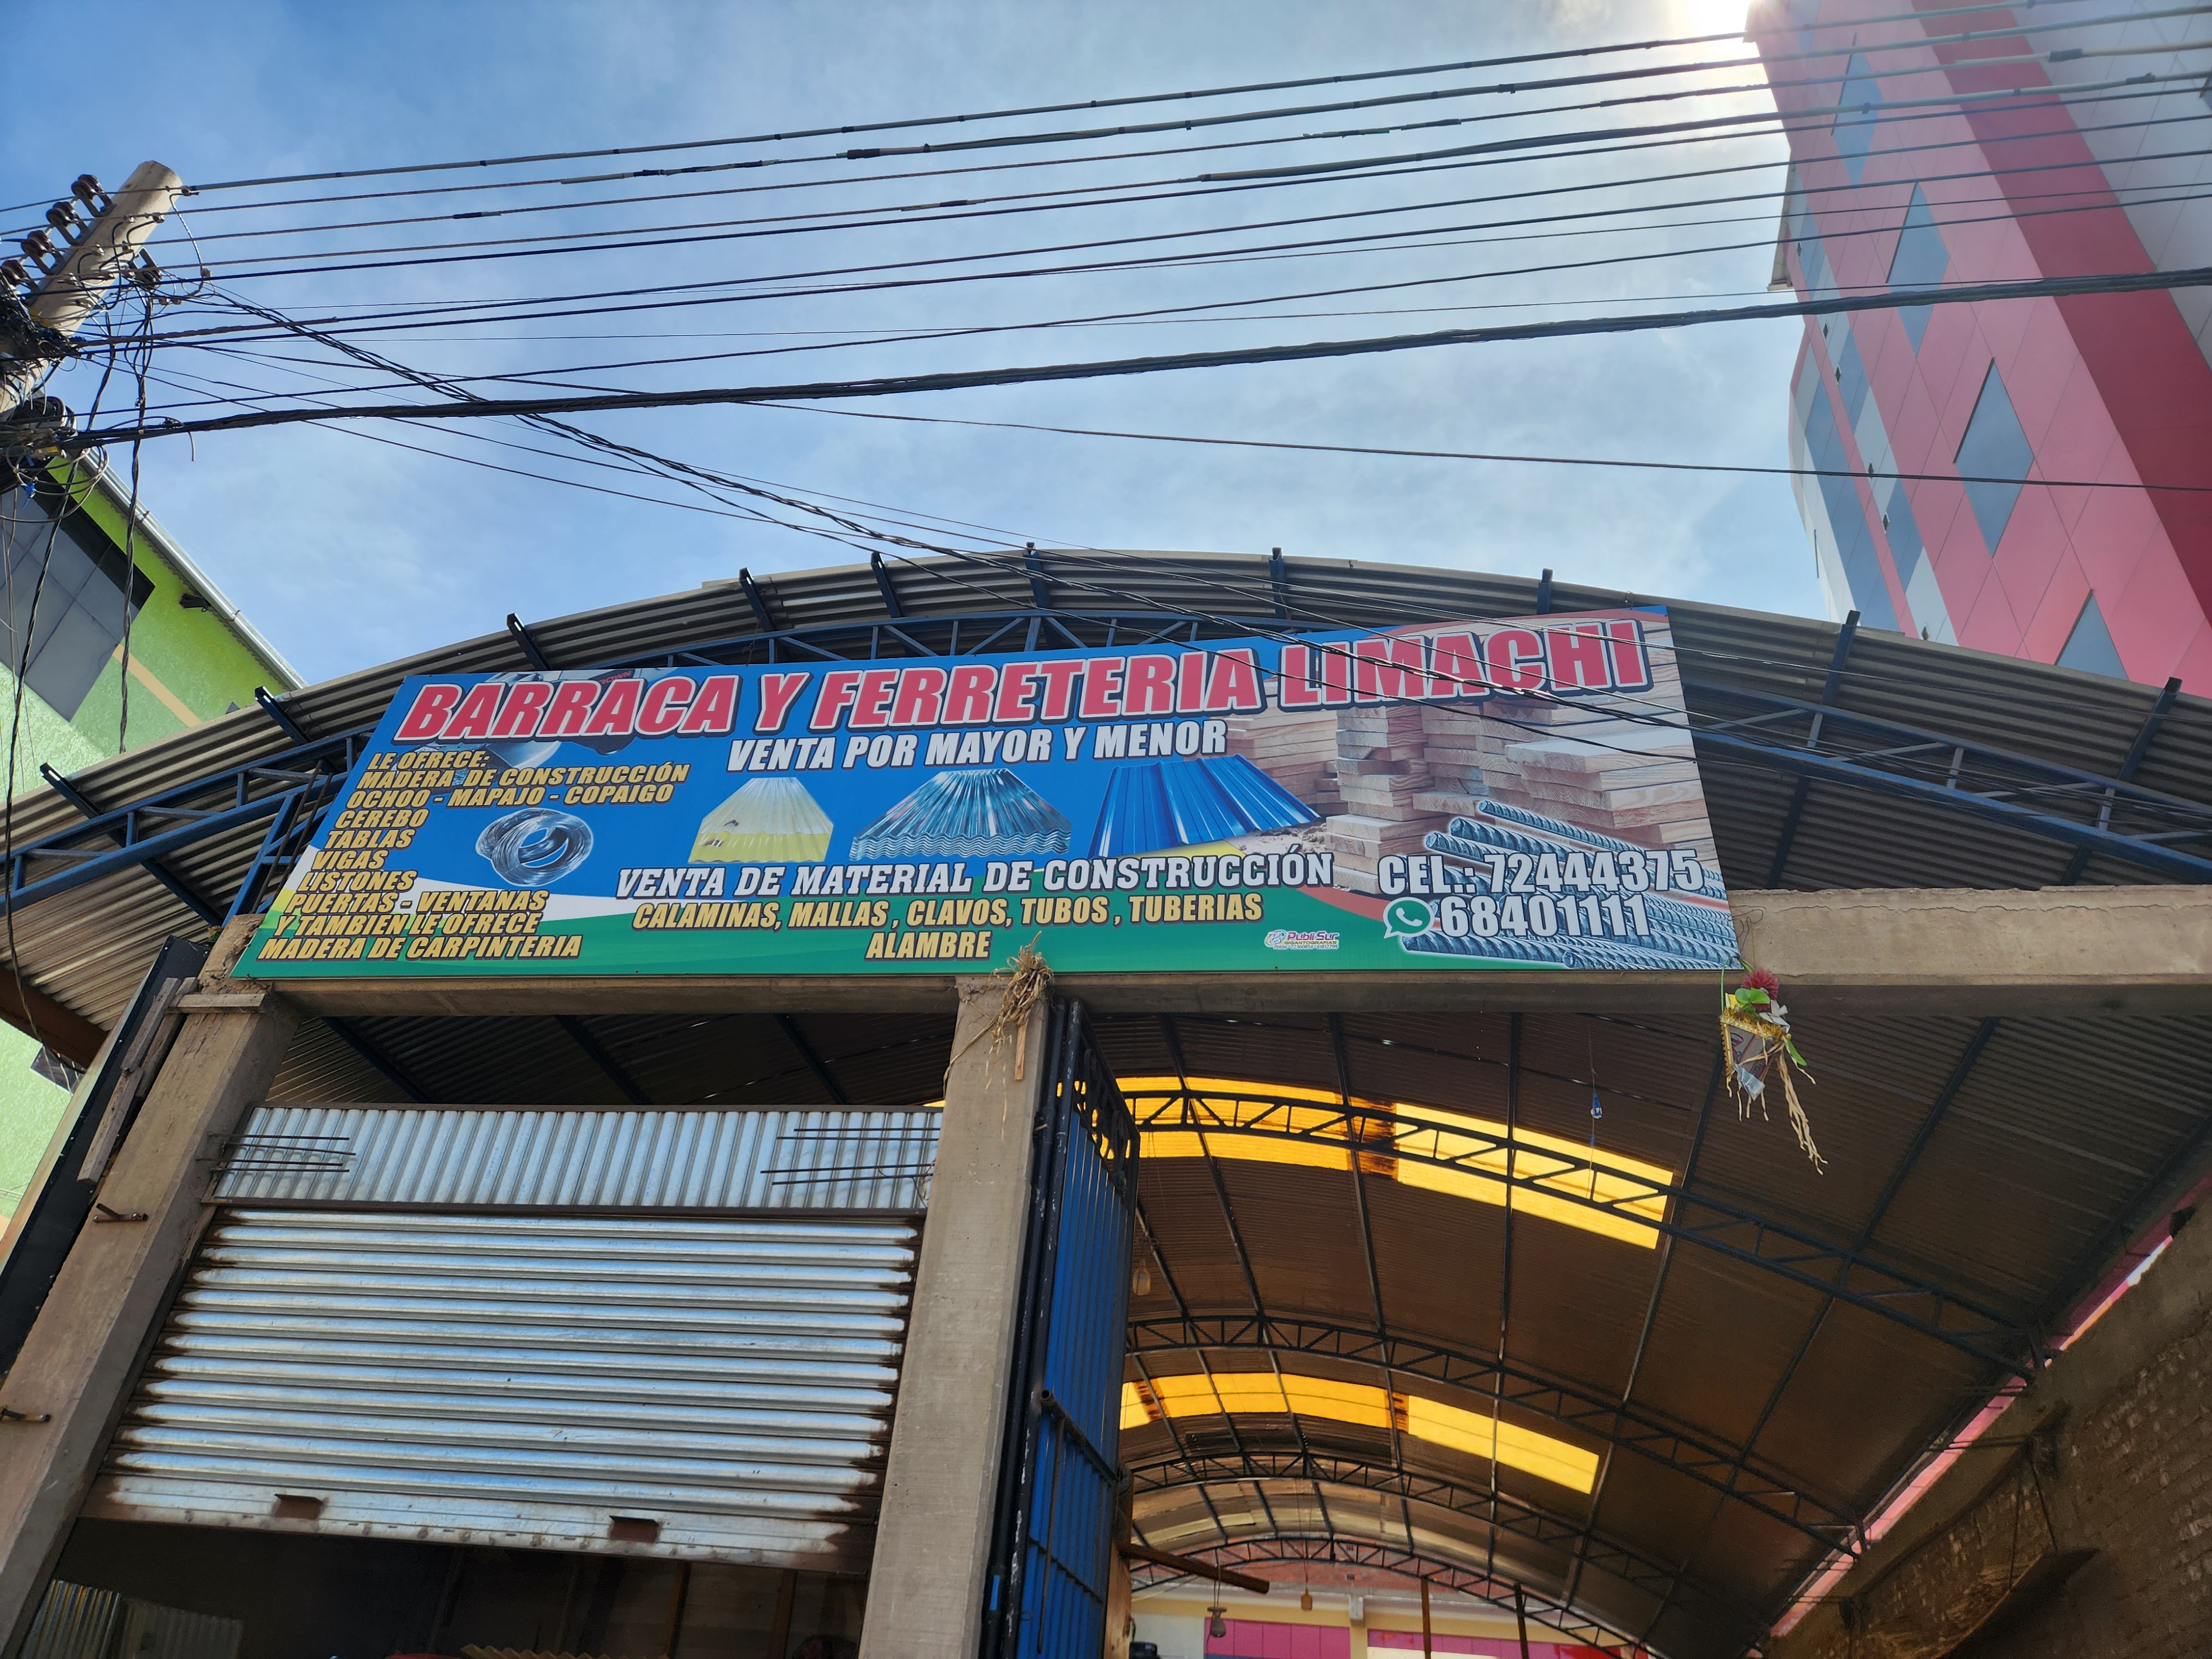 BARRACA Y FERRETERIA LIMACHI
VENTA POR MAYOR Y MENOR
LE OFRECE:
MADERA DE CONSTRUCCIÓN
OCHOO - MAPAJO - COPAIGO
CEREBO
TABLAS
VIGAS
LISTONES
PUERTAS - VENTANAS
Y TAMBIEN LE OFRECE
MADERA DE CARPINTERIA
VENTA DE MATERIAL DE CONSTRUCCIÓN
CALAMINAS, MALLAS , CLAVOS, TUBOS , TUBERIAS
ALAMBRE
CEL.: 72444375
68401111
Publi Sur
GIGANTOGRAFIAS